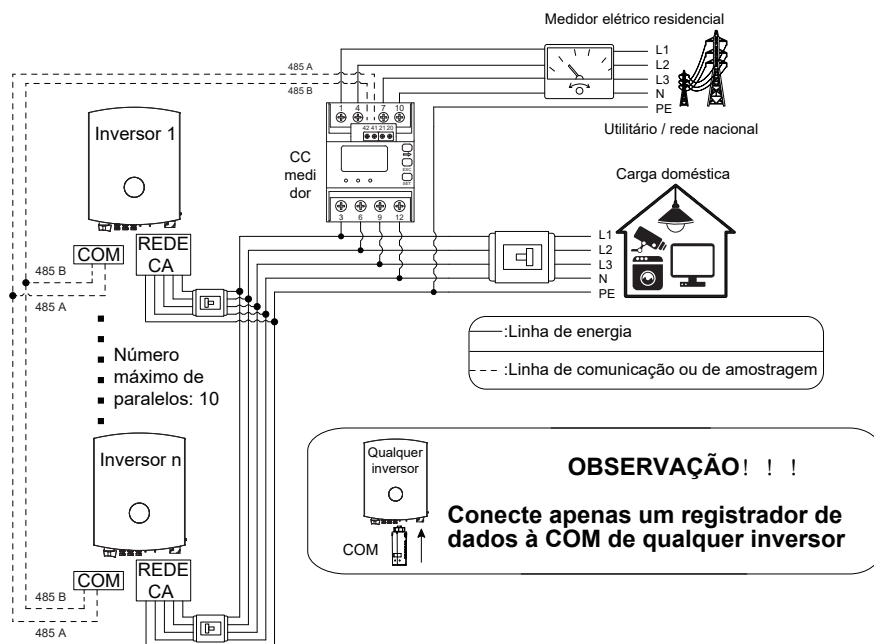 Medidor elétrico residencial
L1
L2
L3
N
PE
Utilitário / rede nacional
485 A
485 B
1 4 7 10
42 41 21 20
ESC
SET
CC
medi
dor
3 6 9 12
Inversor 1
COM
REDE
CA
485 B
485 A
Carga doméstica
L1
L2
L3
N
PE
:Linha de energia
:Linha de comunicação ou de amostragem
Número
máximo de
paralelos: 10
Inversor n
COM
REDE
CA
485 B
485 A
Qualquer
inversor
COM
OBSERVAÇÃO! ! !
Conecte apenas um registrador de
dados à COM de qualquer inversor